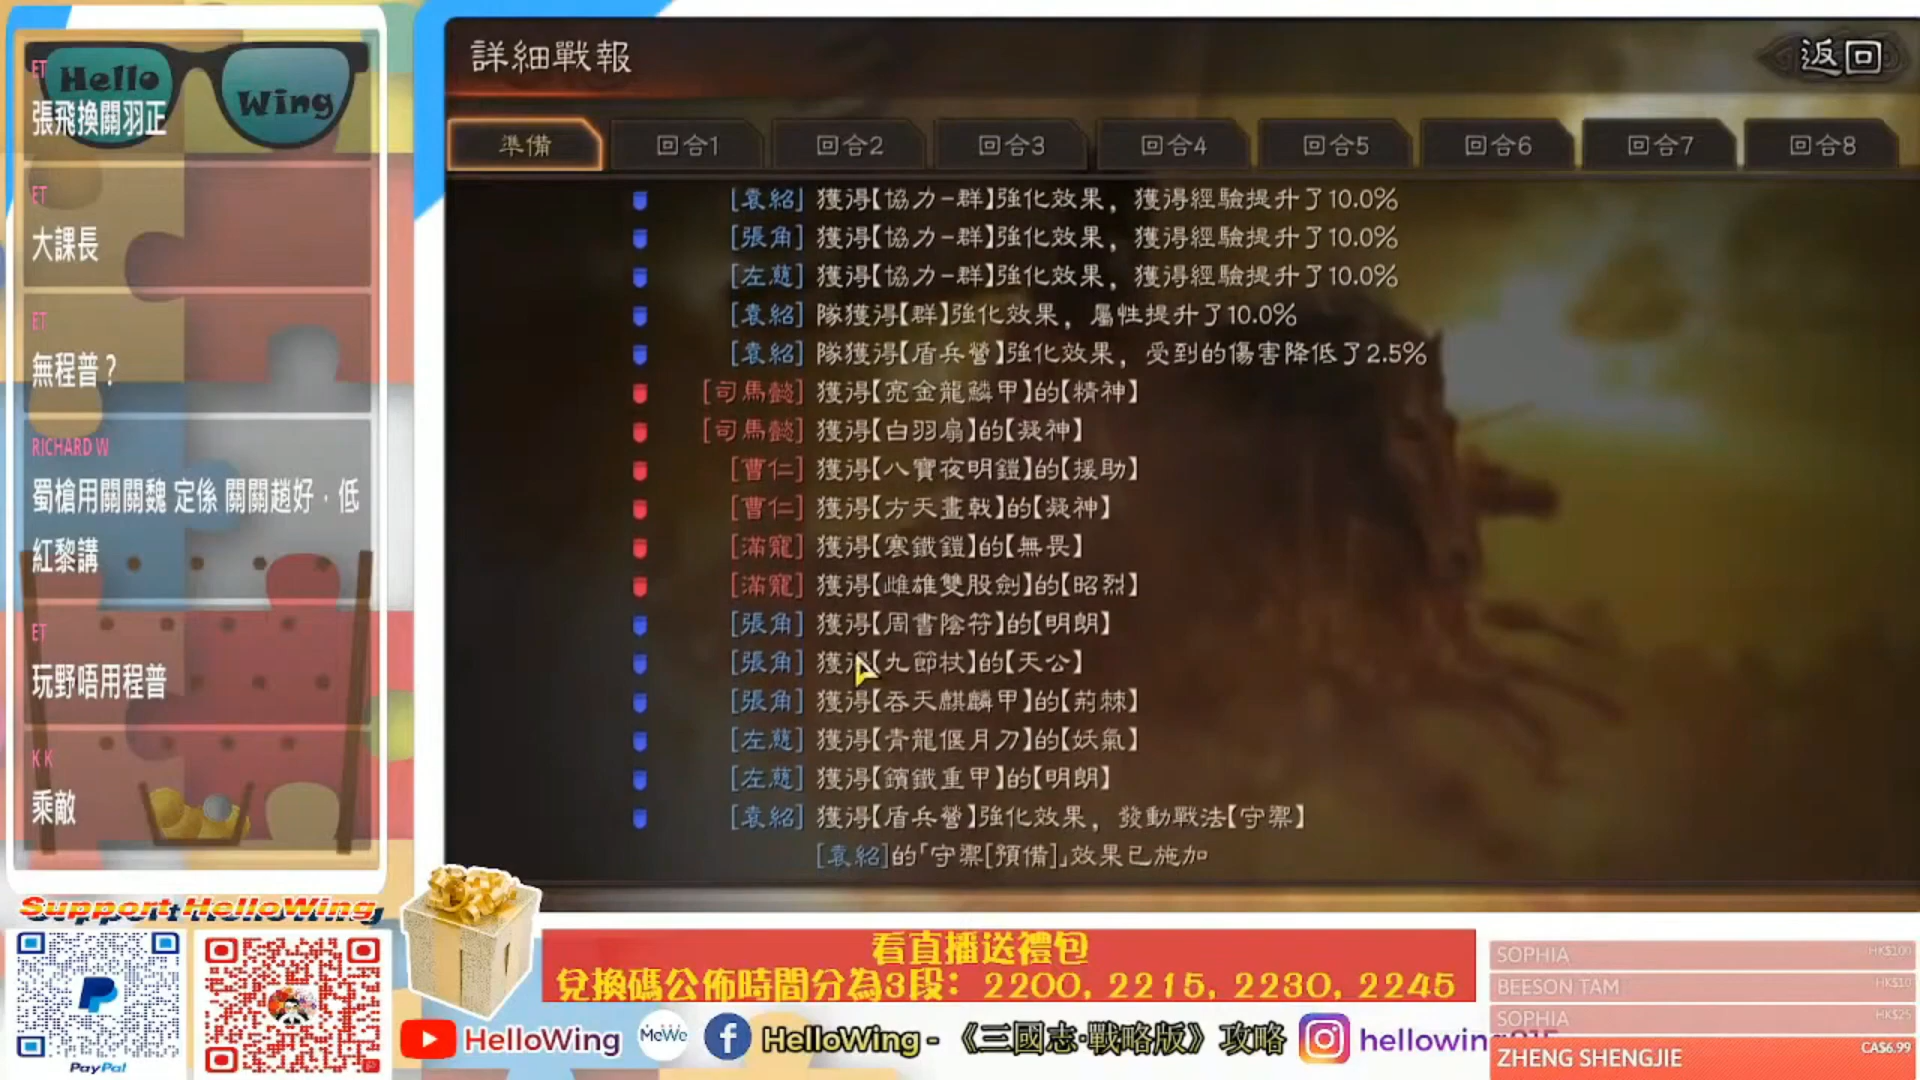 ET
Hello Wing
張飛換關羽正
ET
大課長
ET
無程普？
RICHARD W
蜀槍用關關魏 定係 關關趙好，低
紅黎講
ET
玩野唔用程普
K K
乘敵
Support HelloWing
PayPal
詳細戰報
返回
準備
回合1
回合2
回合3
回合4
回合5
回合6
回合7
回合8
[袁紹] 獲得【協力-群】強化效果，獲得經驗提升了10.0%
[張角] 獲得【協力-群】強化效果，獲得經驗提升了10.0%
[左慈] 獲得【協力-群】強化效果，獲得經驗提升了10.0%
[袁紹] 隊獲得【群】強化效果，屬性提升了10.0%
[袁紹] 隊獲得【盾兵營】強化效果，受到的傷害降低了2.5%
[司馬懿] 獲得【亮金龍鱗甲】的【精神】
[司馬懿] 獲得【白羽扇】的【凝神】
[曹仁] 獲得【八寶夜明鎧】的【援助】
[曹仁] 獲得【方天畫戟】的【凝神】
[滿寵] 獲得【寒鐵鎧】的【無畏】
[滿寵] 獲得【雌雄雙股劍】的【昭烈】
[張角] 獲得【周書陰符】的【明朗】
[張角] 獲得【九節杖】的【天公】
[張角] 獲得【吞天麒麟甲】的【荊棘】
[左慈] 獲得【青龍偃月刀】的【妖氣】
[左慈] 獲得【鑌鐵重甲】的【明朗】
[袁紹] 獲得【盾兵營】強化效果，發動戰法【守禦】
[袁紹]的「守禦[預備]」效果已施加
看直播送禮包
兌換碼公佈時間分為3段：2200, 2215, 2230, 2245
HelloWing
MeWe
HelloWing - 《三國志·戰略版》攻略
SOPHIA HK$100
BEESON TAM HK$10
SOPHIA HK$25
ZHENG SHENGJIE CA$6.99